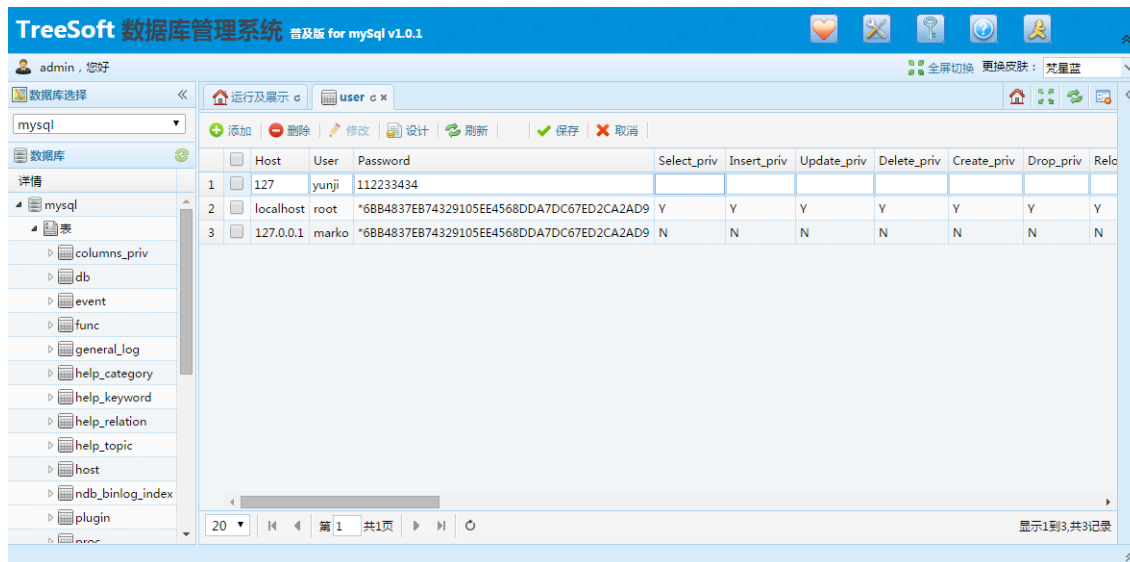 TreeSoft 数据库管理系统 普及版 for mySql v1.0.1
admin，您好 全屏切换 更换皮肤： 梵星蓝
数据库选择 运行及展示 user
mysql 添加 删除 修改 设计 刷新 保存 取消
数据库 Host User Password Select_priv Insert_priv Update_priv Delete_priv Create_priv Drop_priv Relo
详情 1 127 yunji 112233434
mysql 2 localhost root *6BB4837EB74329105EE4568DDA7DC67ED2CA2AD9 Y Y Y Y Y Y Y
表 3 127.0.0.1 marko *6BB4837EB74329105EE4568DDA7DC67ED2CA2AD9 N N N N N N N
columns_priv
db
event
func
general_log
help_category
help_keyword
help_relation
help_topic
host
ndb_binlog_index
plugin 20 第 1 共1页 显示1到3,共3记录